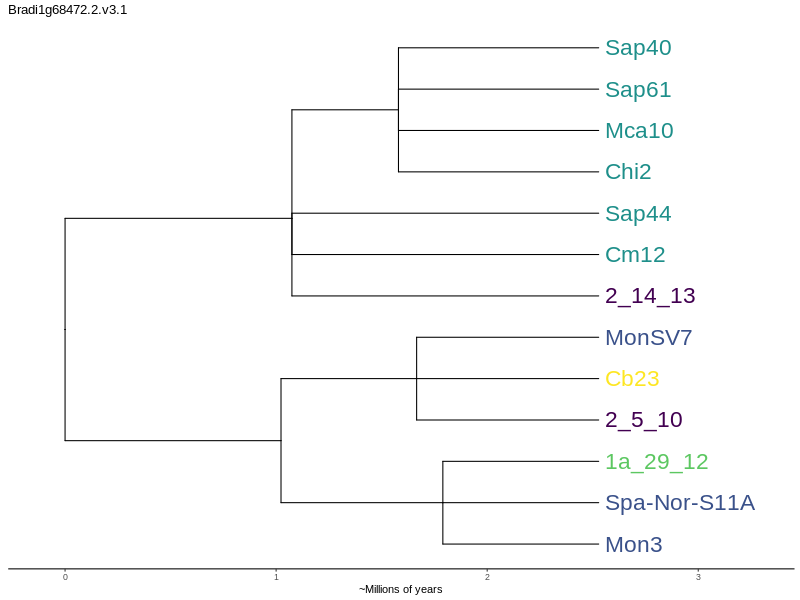 Bradi1g68472.2.v3.1
Sap40
Sap61
Mca10
Chi2
Sap44
Cm12
2_14_13
MonSV7
Cb23
2_5_10
1a_29_12
Spa-Nor-S11A
Mon3
0 1 2 3
~Millions of years